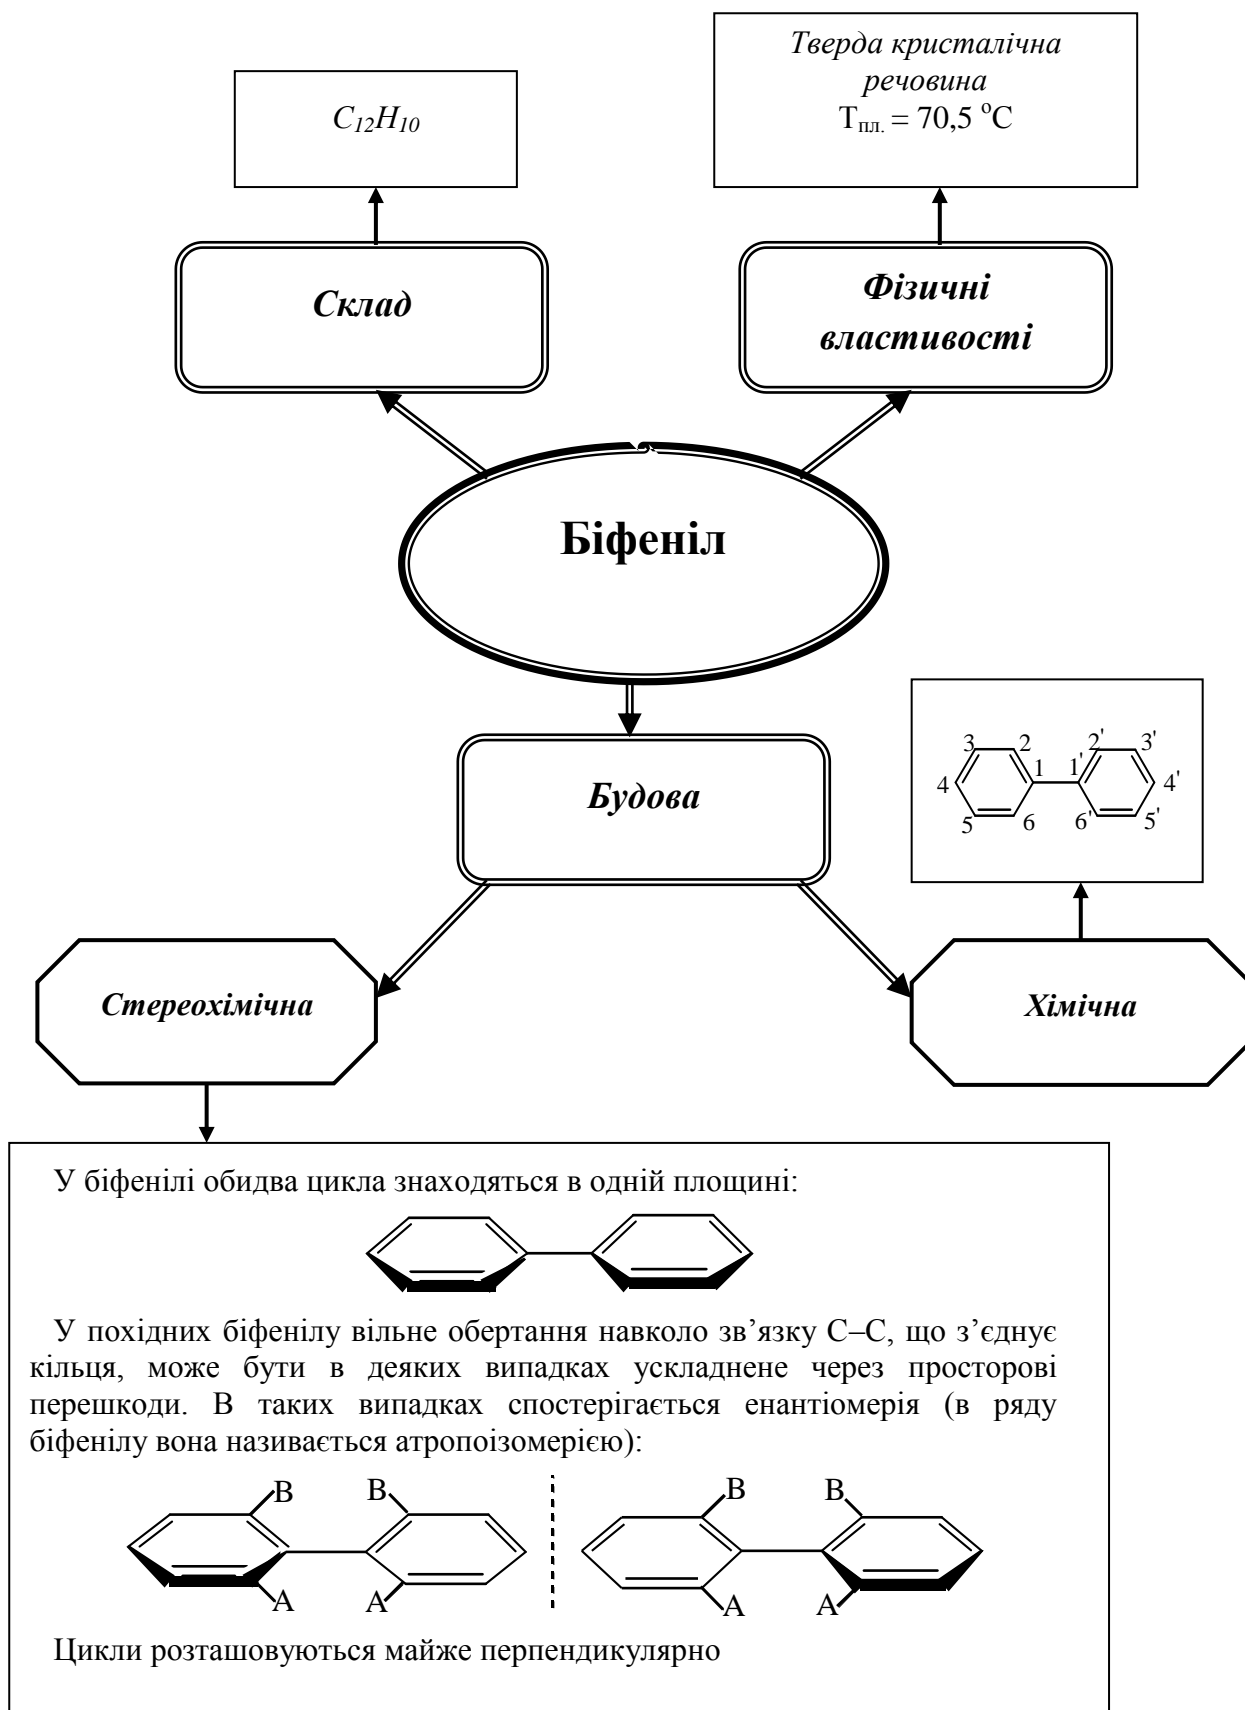 Тверда кристалічна
речовина
Tпл. = 70,5 °C
C12H10
Склад
Фізичні
властивості
Біфеніл
Будова
3 2 2' 3'
4 1 1' 4'
5 6 6' 5'
Стереохімічна
Хімічна
У біфенілі обидва цикла знаходяться в одній площині:
У похідних біфенілу вільне обертання навколо зв’язку С–С, що з’єднує
кільця, може бути в деяких випадках ускладнене через просторові
перешкоди. В таких випадках спостерігається енантіомерія (в ряду
біфенілу вона називається атропоізомерією):
B B B B
A A A A
Цикли розташовуються майже перпендикулярно